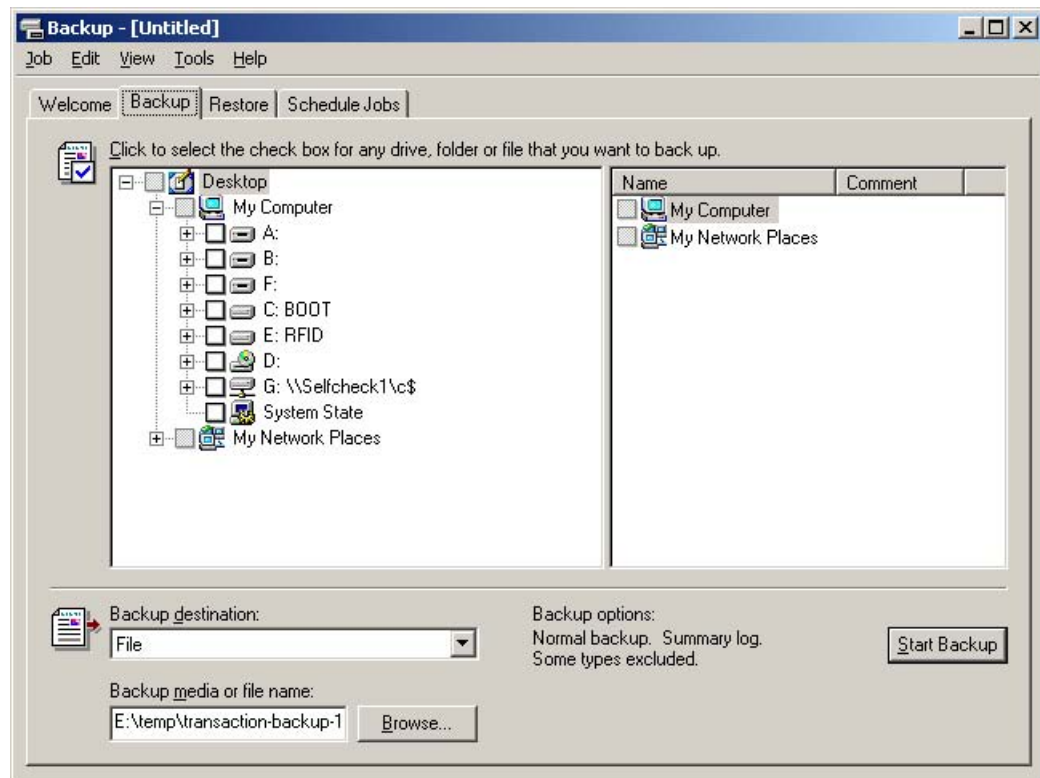 Backup - [Untitled]
Job Edit View Tools Help
Welcome Backup Restore Schedule Jobs
Click to select the check box for any drive, folder or file that you want to back up.
Desktop
My Computer
A:
B:
F:
C: BOOT
E: RFID
D:
G: \\Selfcheck1\c$
System State
My Network Places
Name Comment
My Computer
My Network Places
Backup destination:
File
Backup media or file name:
E:\temp\transaction-backup-1
Browse...
Backup options:
Normal backup. Summary log.
Some types excluded.
Start Backup